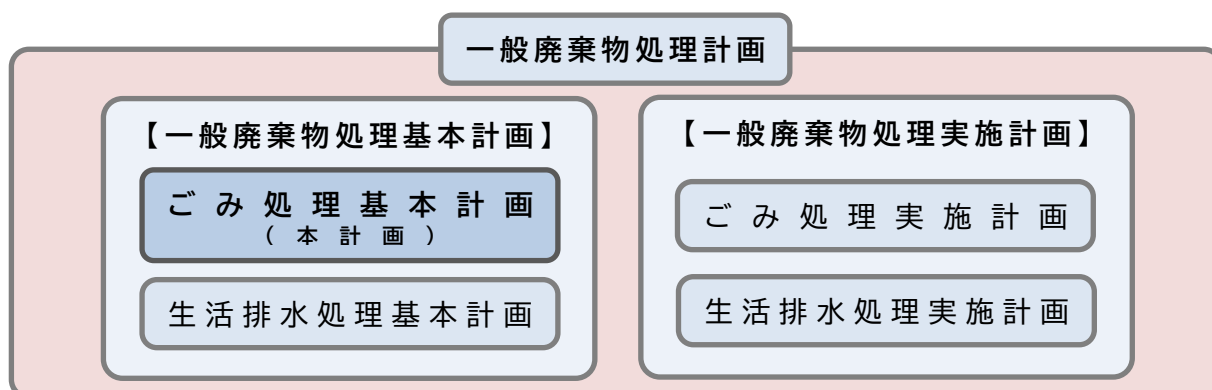 一般廃棄物処理計画
【一般廃棄物処理基本計画】
ごみ処理基本計画
(本計画)
生活排水処理基本計画
【一般廃棄物処理実施計画】
ごみ処理実施計画
生活排水処理実施計画